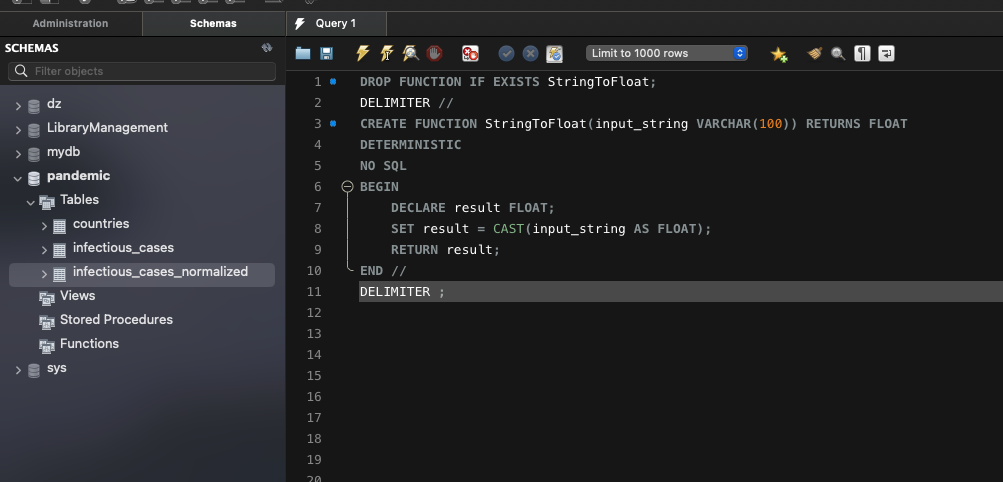 Administration
Schemas
Query 1
SCHEMAS
Filter objects
Limit to 1000 rows
dz
LibraryManagement
mydb
pandemic
Tables
countries
infectious_cases
infectious_cases_normalized
Views
Stored Procedures
Functions
sys
1 DROP FUNCTION IF EXISTS StringToFloat;
2 DELIMITER //
3 CREATE FUNCTION StringToFloat(input_string VARCHAR(100)) RETURNS FLOAT
4 DETERMINISTIC
5 NO SQL
6 BEGIN
7 DECLARE result FLOAT;
8 SET result = CAST(input_string AS FLOAT);
9 RETURN result;
10 END //
11 DELIMITER ;
12
13
14
15
16
17
18
19
20